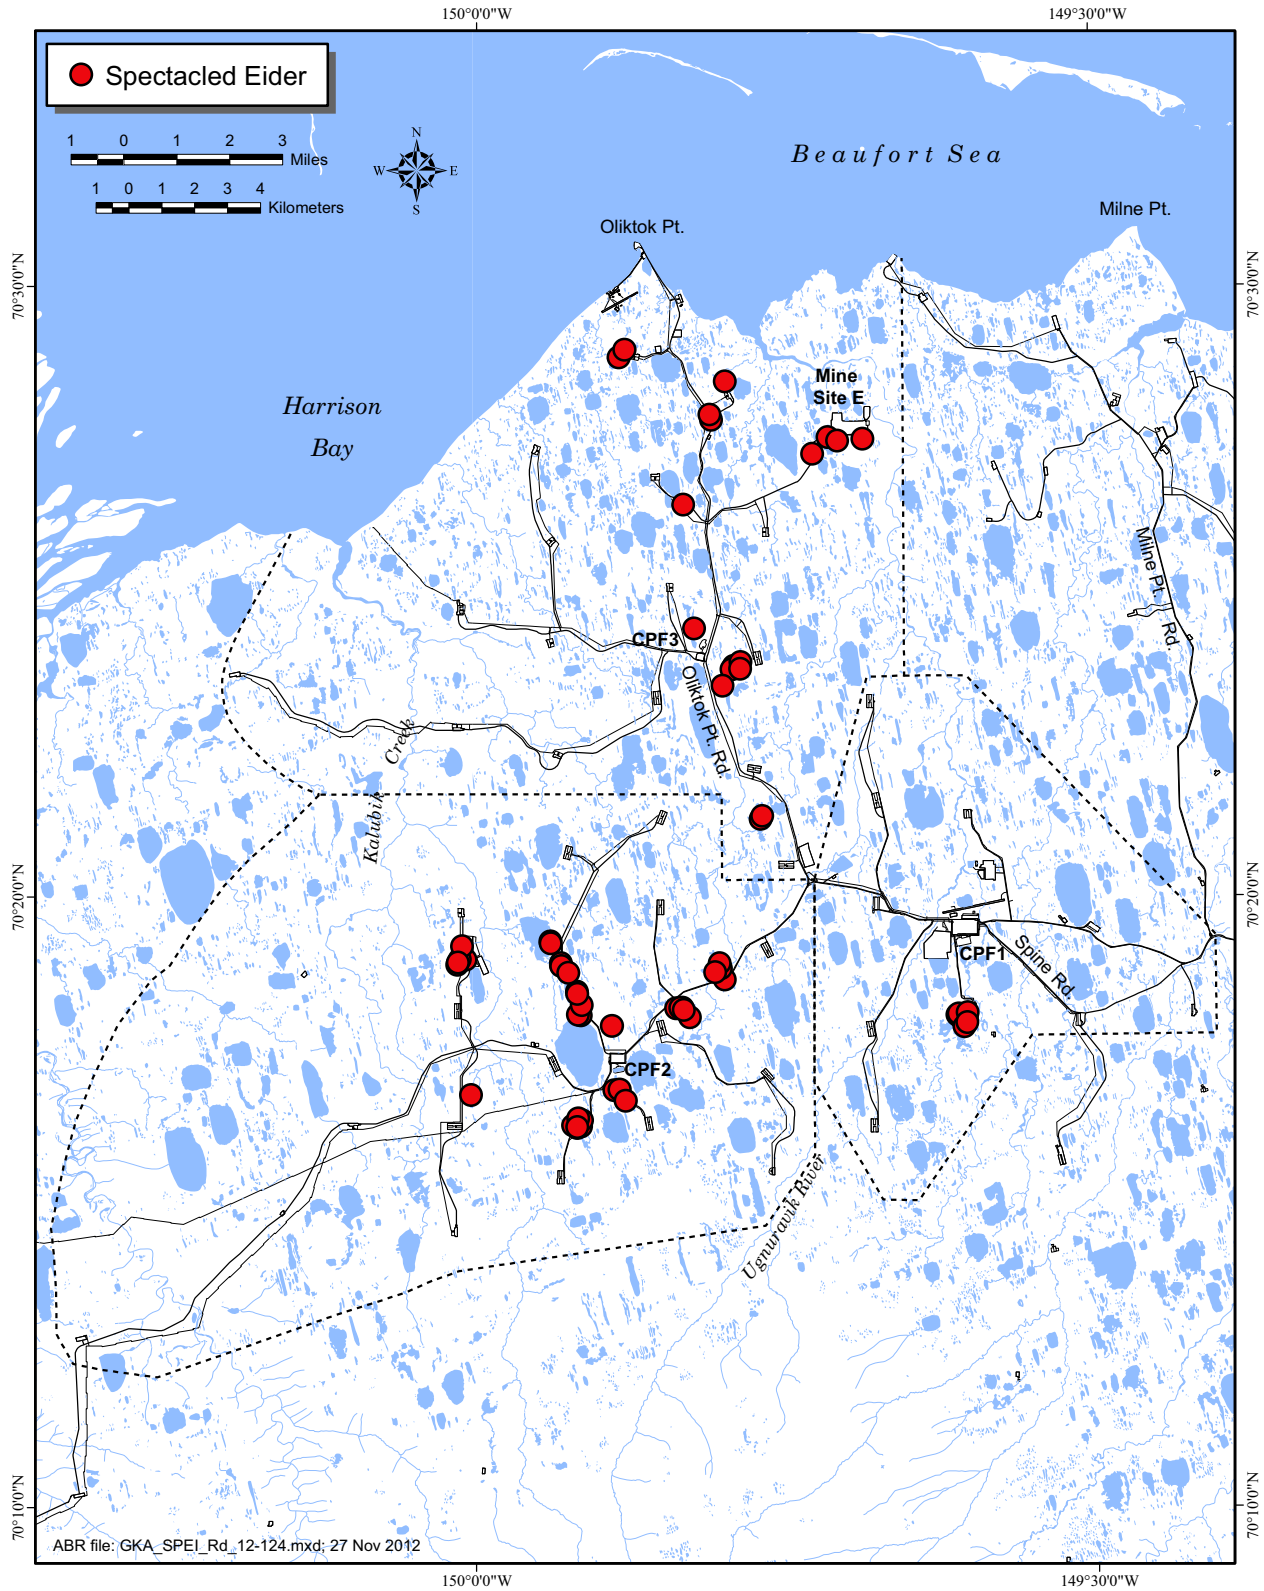 150°0'0"W
149°30'0"W
Spectacled Eider
1 0 1 2 3
Miles
1 0 1 2 3 4
Kilometers
N
W E
S
Beaufort Sea
Oliktok Pt.
Milne Pt.
70°30'0"N
70°30'0"N
Mine
Site E
Harrison
Bay
Milne Pt. Rd.
CPF3
Oliktok Pt. Rd.
Kalubik Creek
70°20'0"N
70°20'0"N
CPF1
Spine Rd.
CPF2
Ugnuravik River
70°10'0"N
70°10'0"N
ABR file: GKA_SPEI_Rd_12-124.mxd; 27 Nov 2012
150°0'0"W
149°30'0"W